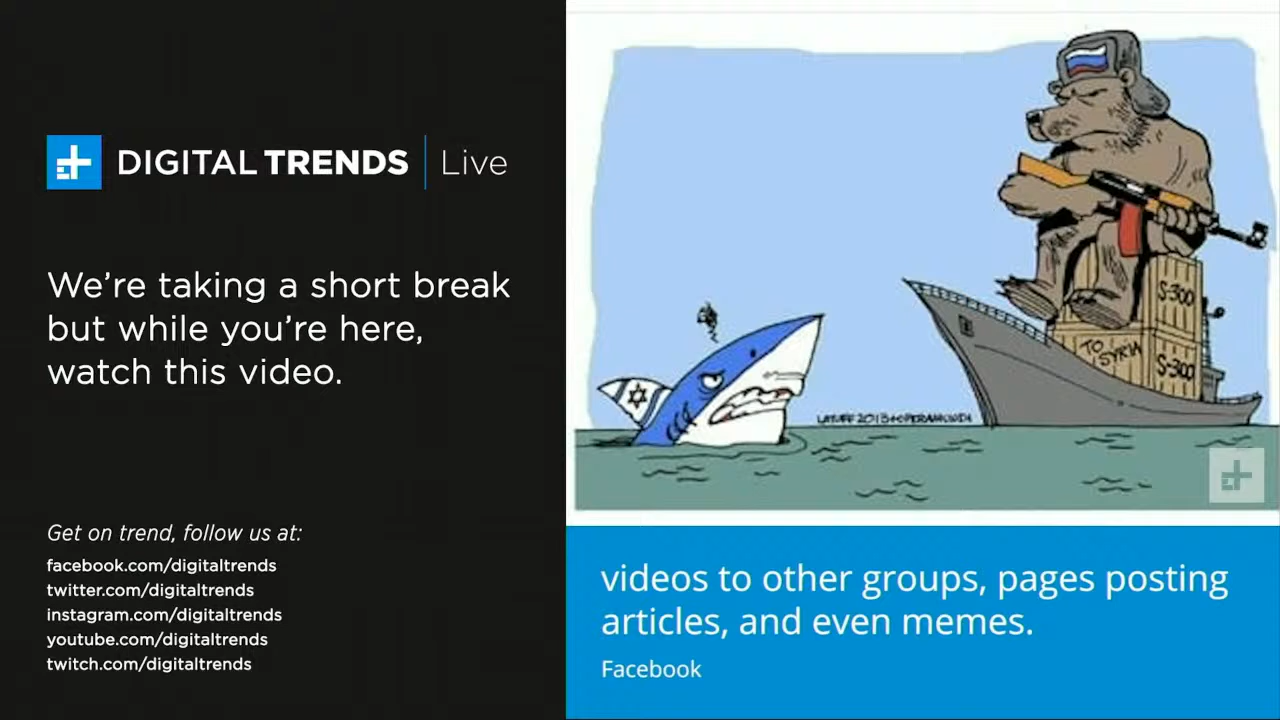 DIGITAL TRENDS Live
We're taking a short break
but while you're here,
watch this video.
Get on trend, follow us at:
facebook.com/digitaltrends
twitter.com/digitaltrends
instagram.com/digitaltrends
youtube.com/digitaltrends
twitch.com/digitaltrends
S-300
TO
SYRIA
S-300
LATUFF 2013
videos to other groups, pages posting
articles, and even memes.
Facebook